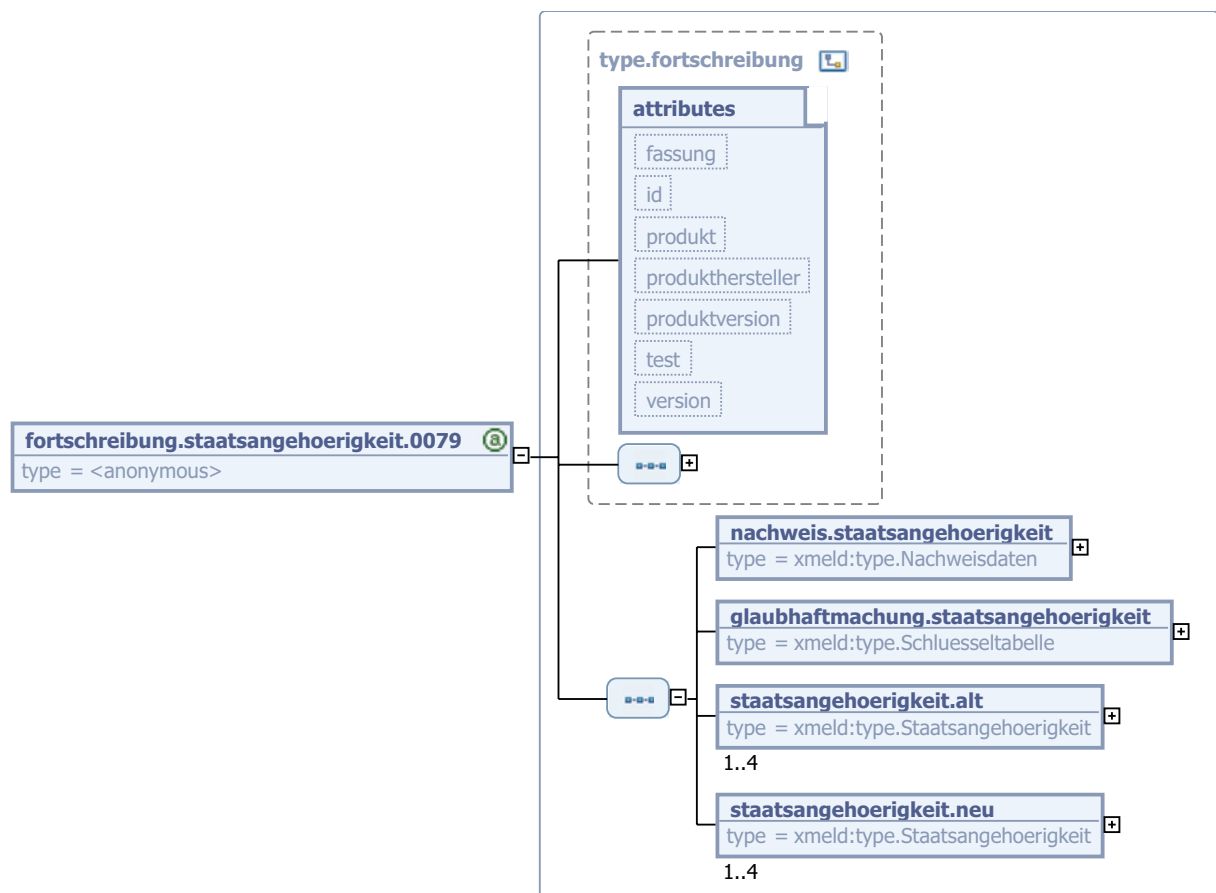 type.fortschreibung
attributes
fassung
id
produkt
produkthersteller
produktversion
test
version
fortschreibung.staatsangehoerigkeit.0079
type = <anonymous>
nachweis.staatsangehoerigkeit
type = xmeld:type.Nachweisdaten
glaubhaftmachung.staatsangehoerigkeit
type = xmeld:type.Schluesseltabelle
staatsangehoerigkeit.alt
type = xmeld:type.Staatsangehoerigkeit
1..4
staatsangehoerigkeit.neu
type = xmeld:type.Staatsangehoerigkeit
1..4